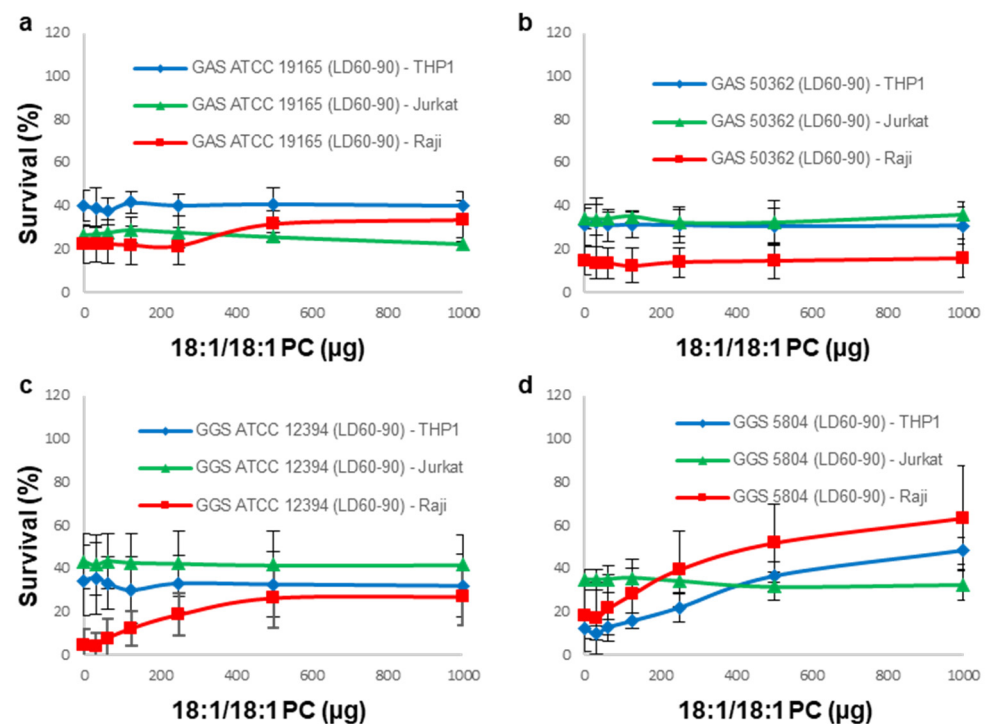 a
120
100
80
60
40
20
0
Survival (%)
GAS ATCC 19165 (LD60-90) - THP1
GAS ATCC 19165 (LD60-90) - Jurkat
GAS ATCC 19165 (LD60-90) - Raji
0 200 400 600 800 1000
18:1/18:1 PC (µg)
b
120
100
80
60
40
20
0
GAS 50362 (LD60-90) - THP1
GAS 50362 (LD60-90) - Jurkat
GAS 50362 (LD60-90) - Raji
0 200 400 600 800 1000
18:1/18:1 PC (µg)
c
120
100
80
60
40
20
0
Survival (%)
GGS ATCC 12394 (LD60-90) - THP1
GGS ATCC 12394 (LD60-90) - Jurkat
GGS ATCC 12394 (LD60-90) - Raji
0 200 400 600 800 1000
18:1/18:1 PC (µg)
d
120
100
80
60
40
20
0
GGS 5804 (LD60-90) - THP1
GGS 5804 (LD60-90) - Jurkat
GGS 5804 (LD60-90) - Raji
0 200 400 600 800 1000
18:1/18:1 PC (µg)